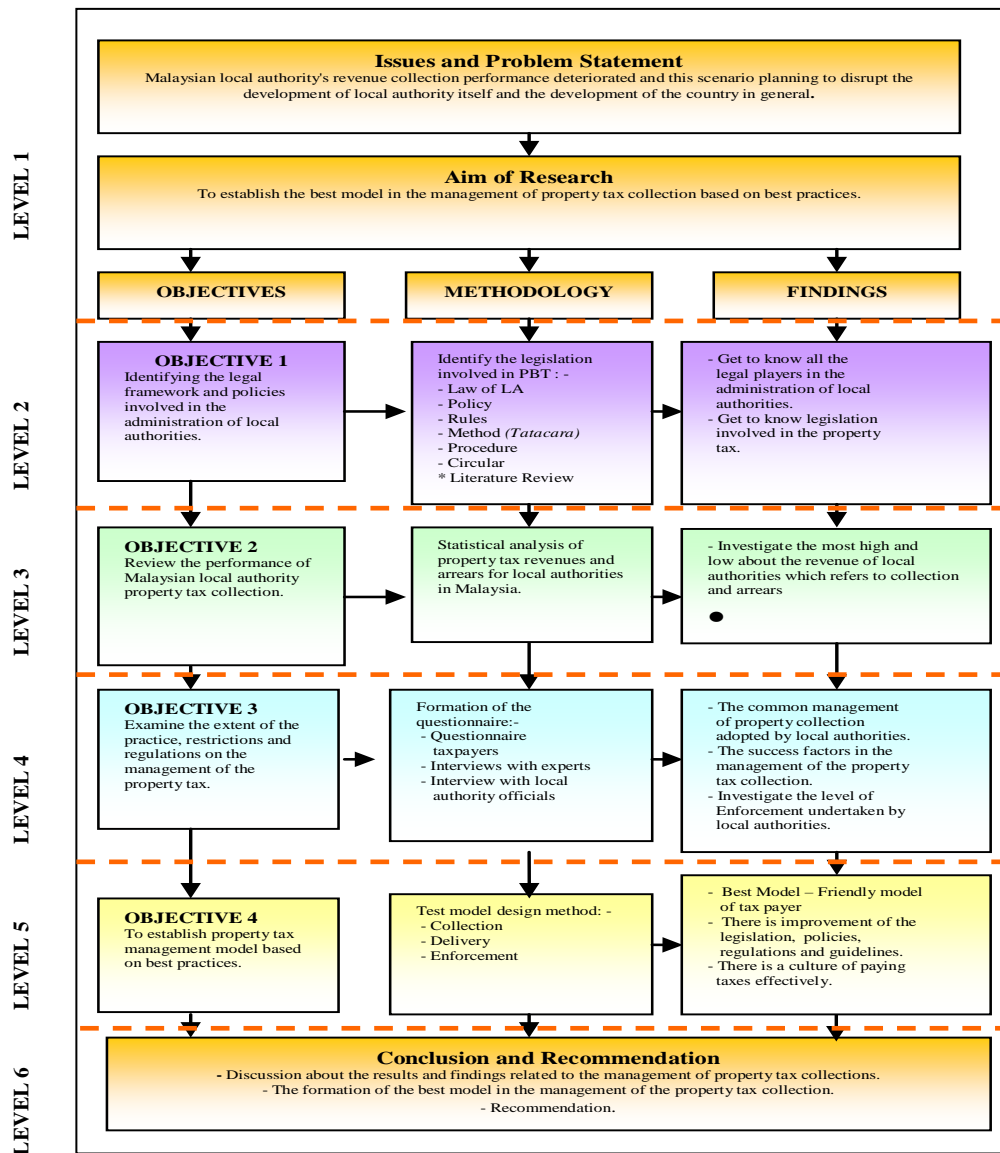 Issues and Problem Statement
Malaysian local authority's revenue collection performance deteriorated and this scenario planning to disrupt the
development of local authority itself and the development of the country in general.
LEVEL 1
Aim of Research
To establish the best model in the management of property tax collection based on best practices.
OBJECTIVES
METHODOLOGY
FINDINGS
LEVEL 2
OBJECTIVE 1
Identifying the legal
framework and policies
involved in the
administration of local
authorities.
Identify the legislation
involved in PBT : -
- Law of LA
- Policy
- Rules
- Method (Tatacara)
- Procedure
- Circular
* Literature Review
- Get to know all the
legal players in the
administration of local
authorities.
- Get to know legislation
involved in the property
tax.
LEVEL 3
OBJECTIVE 2
Review the performance of
Malaysian local authority
property tax collection.
Statistical analysis of
property tax revenues and
arrears for local authorities
in Malaysia.
- Investigate the most high and
low about the revenue of local
authorities which refers to collection
and arrears
●
LEVEL 4
OBJECTIVE 3
Examine the extent of the
practice, restrictions and
regulations on the
management of the
property tax.
Formation of the
questionnaire:-
- Questionnaire
taxpayers
- Interviews with experts
- Interview with local
authority officials
- The common management
of property collection
adopted by local authorities.
- The success factors in the
management of the property
tax collection.
- Investigate the level of
Enforcement undertaken by
local authorities.
LEVEL 5
OBJECTIVE 4
To establish property tax
management model based
on best practices.
Test model design method: -
- Collection
- Delivery
- Enforcement
- Best Model – Friendly model
of tax payer
- There is improvement of the
legislation, policies,
regulations and guidelines.
- There is a culture of paying
taxes effectively.
LEVEL 6
Conclusion and Recommendation
- Discussion about the results and findings related to the management of property tax collections.
- The formation of the best model in the management of the property tax collection.
- Recommendation.